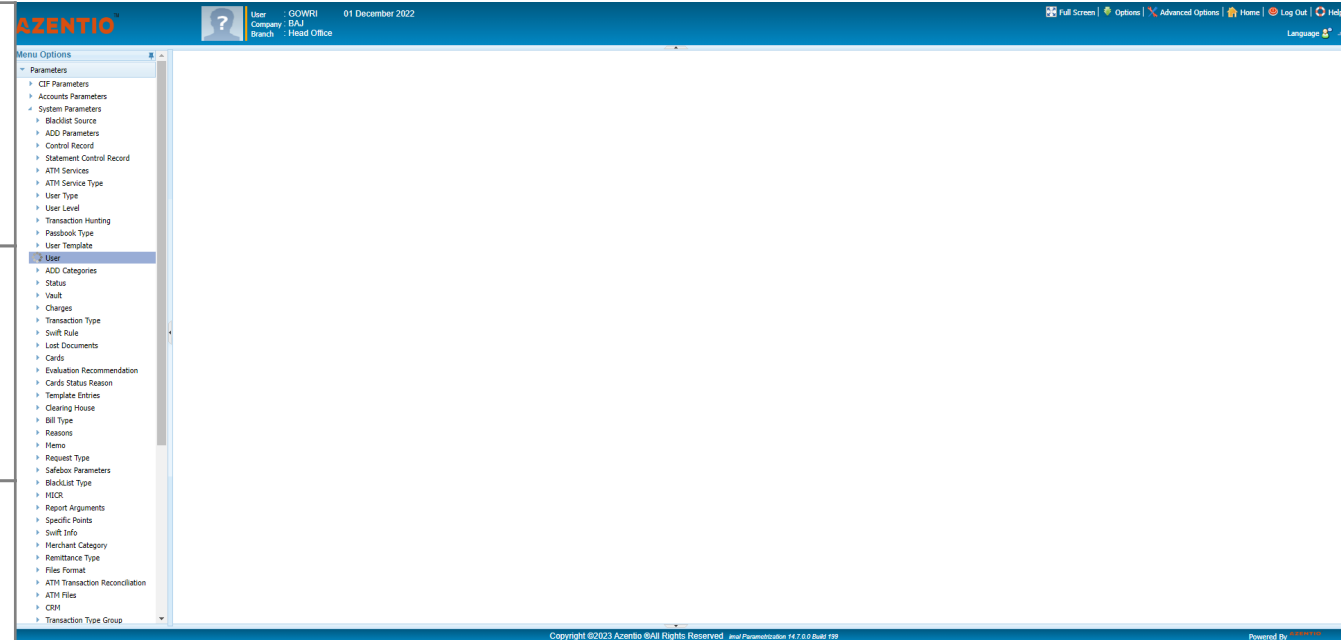 AZENTIO™
User : GOWRI 01 December 2022
Company : BAJ
Branch : Head Office
Full Screen | Options | Advanced Options | Home | Log Out | Help
Language
Menu Options
Parameters
CIF Parameters
Accounts Parameters
System Parameters
Blacklist Source
ADD Parameters
Control Record
Statement Control Record
ATM Services
ATM Service Type
User Type
User Level
Transaction Hunting
Passbook Type
User Template
User
ADD Categories
Status
Vault
Charges
Transaction Type
Swift Rule
Lost Documents
Cards
Evaluation Recommendation
Cards Status Reason
Template Entries
Clearing House
Bill Type
Reasons
Memo
Request Type
Safebox Parameters
BlackList Type
MICR
Report Arguments
Specific Points
Swift Info
Merchant Category
Remittance Type
Files Format
ATM Transaction Reconciliation
ATM Files
CRM
Transaction Type Group
Copyright ©2023 Azentio ®All Rights Reserved imal Parametrization 14.7.0.0 Build 199
Powered By AZENTIO